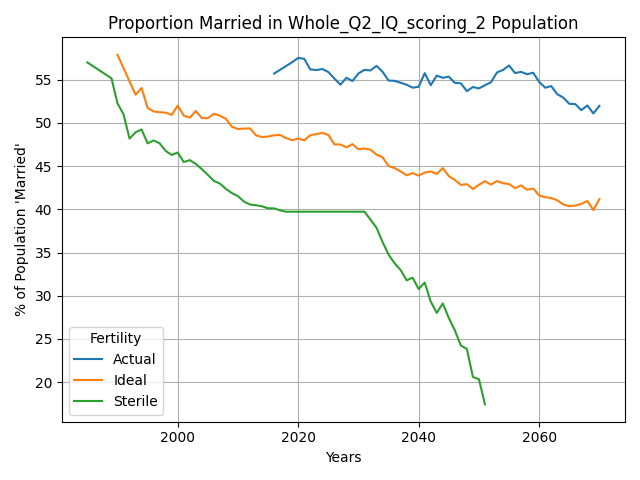 Proportion Married in Whole_Q2_IQ_scoring_2 Population
% of Population 'Married'
55
50
45
40
35
30
25
20
Fertility
Actual
Ideal
Sterile
2000
2020
2040
2060
Years